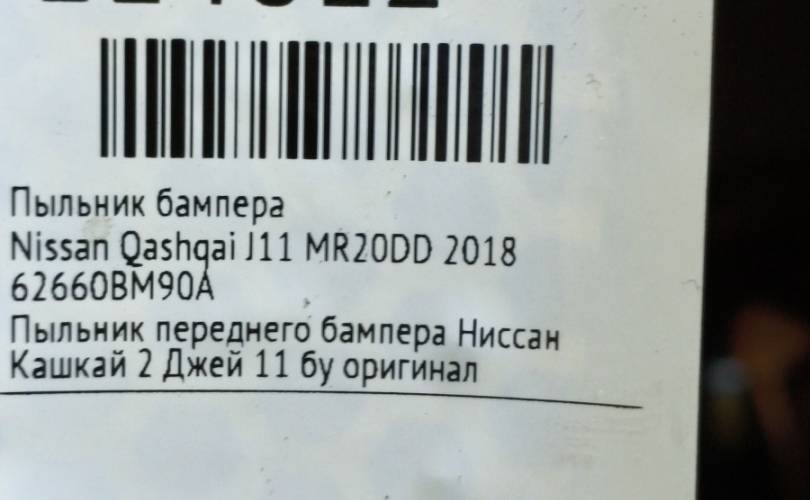 Пыльник бампера
Nissan Qashqai J11 MR20DD 2018
62660BM90A
Пыльник переднего бампера Ниссан
Кашкай 2 Джей 11 бу оригинал